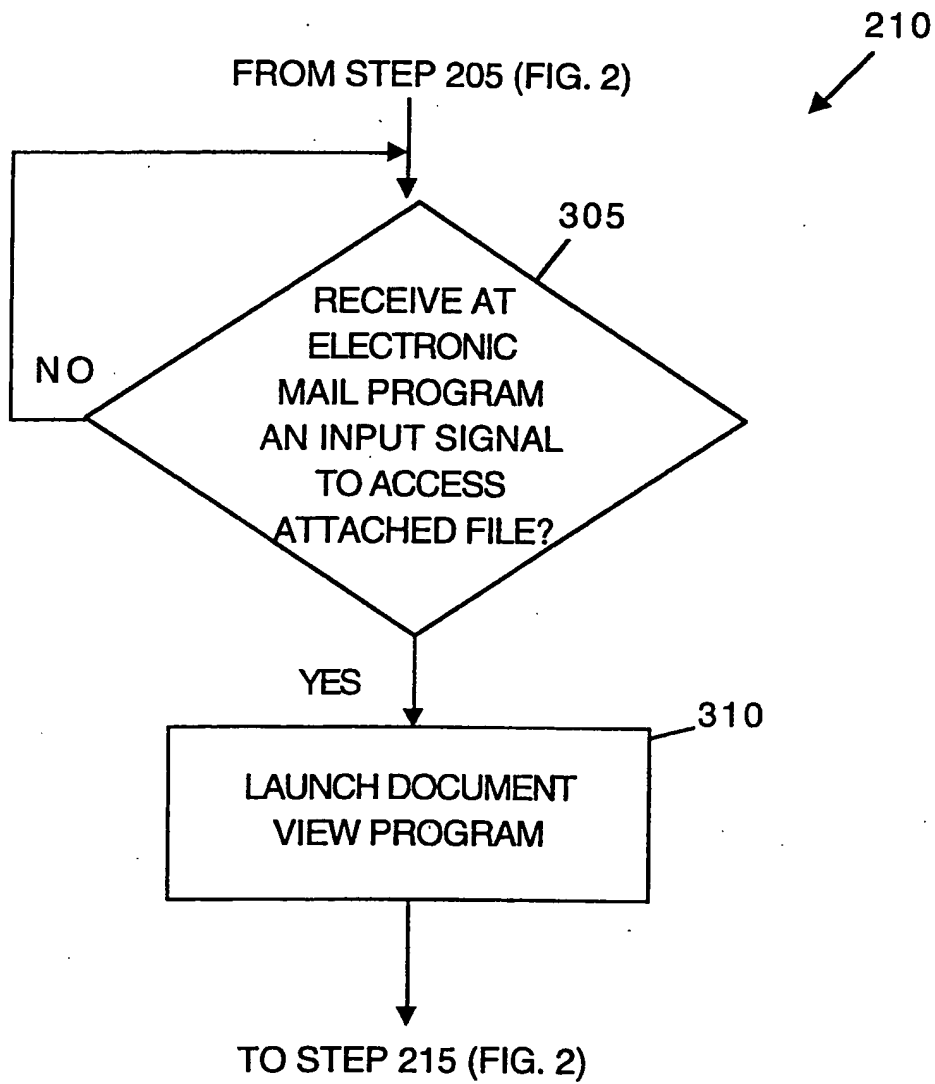 210
FROM STEP 205 (FIG. 2)
305
RECEIVE AT
ELECTRONIC
MAIL PROGRAM
AN INPUT SIGNAL
TO ACCESS
ATTACHED FILE?
NO
YES
310
LAUNCH DOCUMENT
VIEW PROGRAM
TO STEP 215 (FIG. 2)